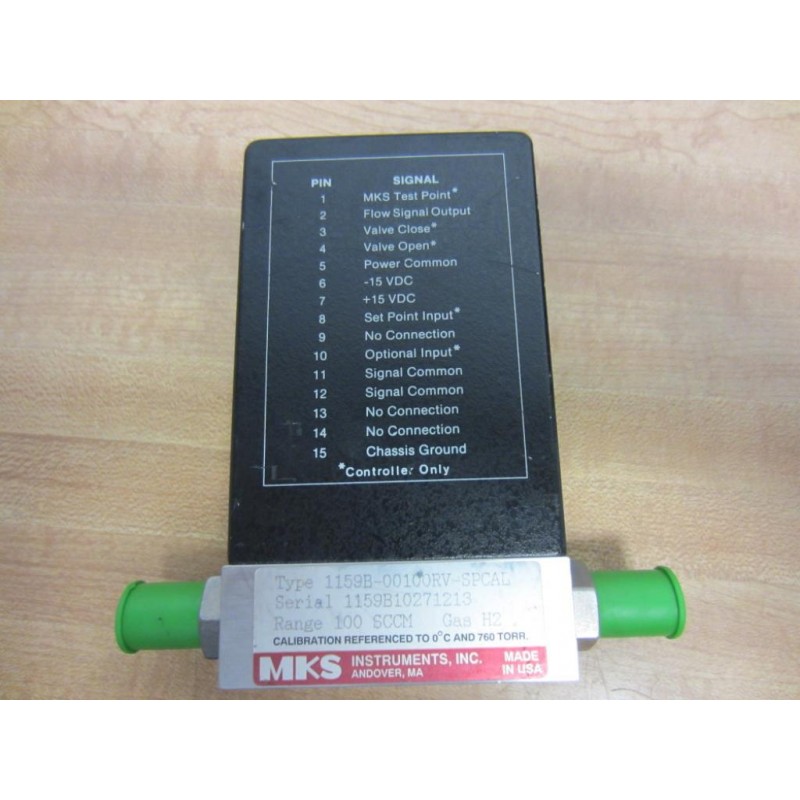 PIN SIGNAL
1 MKS Test Point*
2 Flow Signal Output
3 Valve Close*
4 Valve Open*
5 Power Common
6 -15 VDC
7 +15 VDC
8 Set Point Input*
9 No Connection
10 Optional Input*
11 Signal Common
12 Signal Common
13 No Connection
14 No Connection
15 Chassis Ground
*Controller Only
Type 1159B-00100RV-SPCAL
Serial 1159B10271213
Range 100 SCCM Gas H2
CALIBRATION REFERENCED TO 0°C AND 760 TORR.
MKS INSTRUMENTS, INC. MADE
ANDOVER, MA IN USA